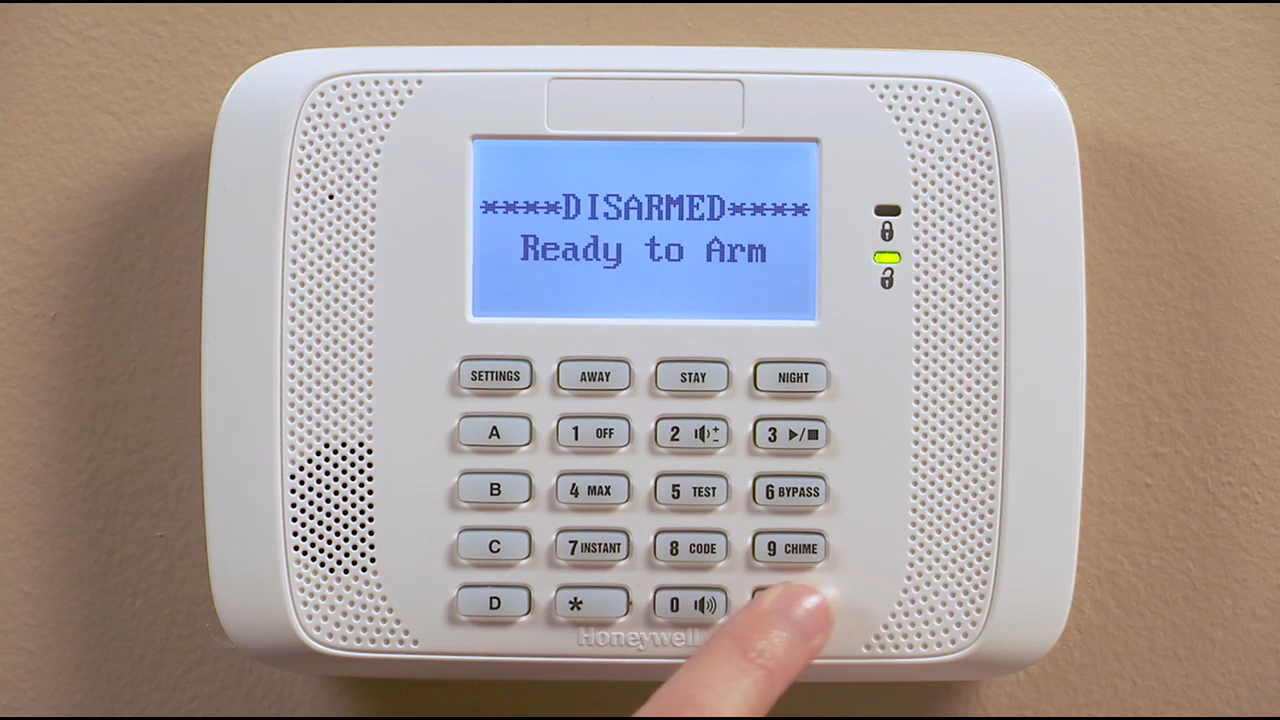 ****DISARMED****
Ready to Arm
SETTINGS AWAY STAY NIGHT
A 1 OFF 2 +- 3
B 4 MAX 5 TEST 6 BYPASS
C 7 INSTANT 8 CODE 9 CHIME
D * 0
Honeywell